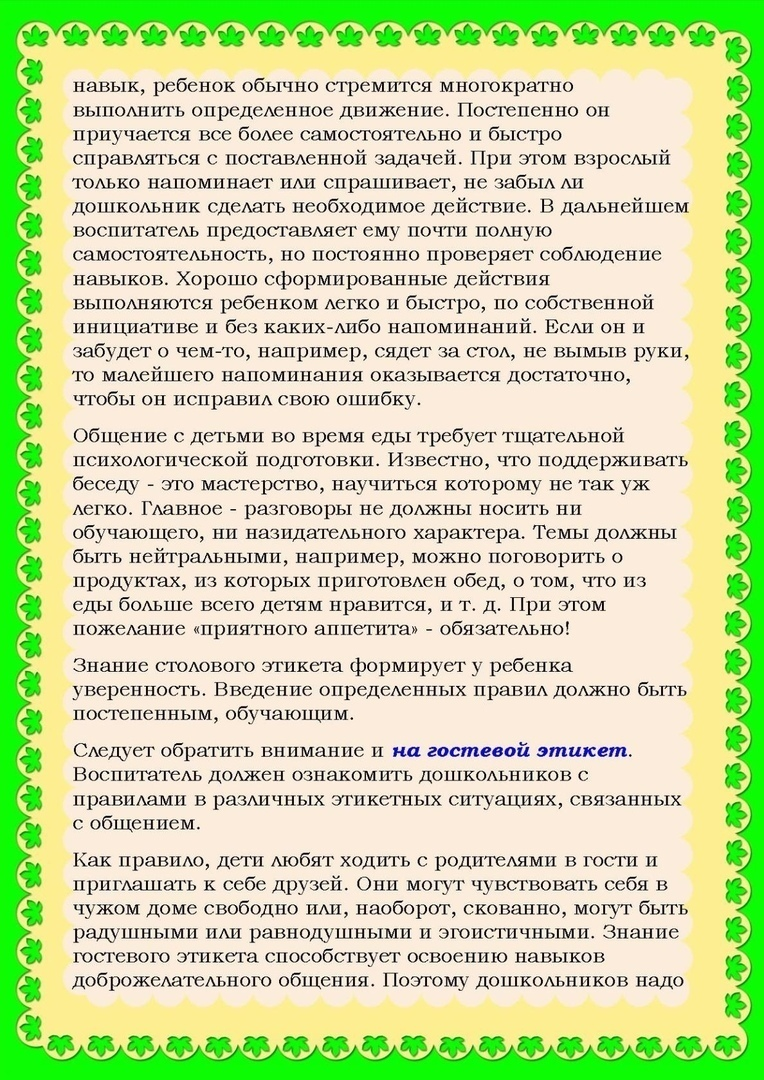 навык, ребенок обычно стремится многократно
выполнить определенное движение. Постепенно он
приучается все более самостоятельно и быстро
справляться с поставленной задачей. При этом взрослый
только напоминает или спрашивает, не забыл ли
дошкольник сделать необходимое действие. В дальнейшем
воспитатель предоставляет ему почти полную
самостоятельность, но постоянно проверяет соблюдение
навыков. Хорошо сформированные действия
выполняются ребенком легко и быстро, по собственной
инициативе и без каких-либо напоминаний. Если он и
забудет о чем-то, например, сядет за стол, не вымыв руки,
то малейшего напоминания оказывается достаточно,
чтобы он исправил свою ошибку.
Общение с детьми во время еды требует тщательной
психологической подготовки. Известно, что поддерживать
беседу - это мастерство, научиться которому не так уж
легко. Главное - разговоры не должны носить ни
обучающего, ни назидательного характера. Темы должны
быть нейтральными, например, можно поговорить о
продуктах, из которых приготовлен обед, о том, что из
еды больше всего детям нравится, и т. д. При этом
пожелание «приятного аппетита» - обязательно!
Знание столового этикета формирует у ребенка
уверенность. Введение определенных правил должно быть
постепенным, обучающим.
Следует обратить внимание и на гостевой этикет.
Воспитатель должен ознакомить дошкольников с
правилами в различных этикетных ситуациях, связанных
с общением.
Как правило, дети любят ходить с родителями в гости и
приглашать к себе друзей. Они могут чувствовать себя в
чужом доме свободно или, наоборот, скованно, могут быть
радушными или равнодушными и эгоистичными. Знание
гостевого этикета способствует освоению навыков
доброжелательного общения. Поэтому дошкольников надо